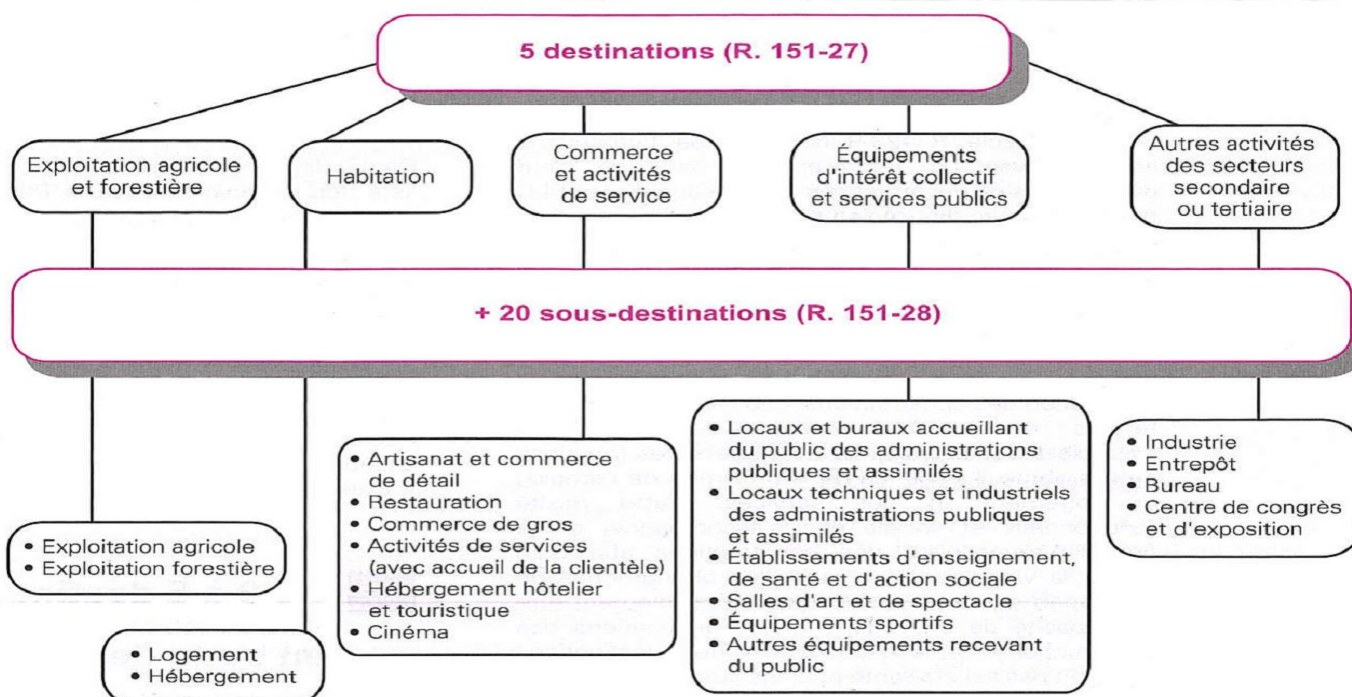 5 destinations (R. 151-27)
Exploitation agricole
et forestière
Habitation
Commerce
et activités
de service
Équipements
d'intérêt collectif
et services publics
Autres activités
des secteurs
secondaire
ou tertiaire
+ 20 sous-destinations (R. 151-28)
• Exploitation agricole
• Exploitation forestière
• Logement
• Hébergement
• Artisanat et commerce
de détail
• Restauration
• Commerce de gros
• Activités de services
(avec accueil de la clientèle)
• Hébergement hôtelier
et touristique
• Cinéma
• Locaux et buraux accueillant
du public des administrations
publiques et assimilés
• Locaux techniques et industriels
des administrations publiques
et assimilés
• Établissements d'enseignement,
de santé et d'action sociale
• Salles d'art et de spectacle
• Équipements sportifs
• Autres équipements recevant
du public
• Industrie
• Entrepôt
• Bureau
• Centre de congrès
et d'exposition